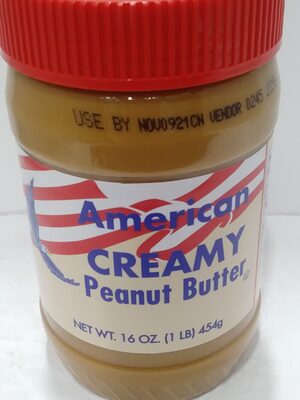 USE BY NOV0921CN VENDOR 0245
American
CREAMY
Peanut Butter
NET WT. 16 OZ. (1 LB) 454g